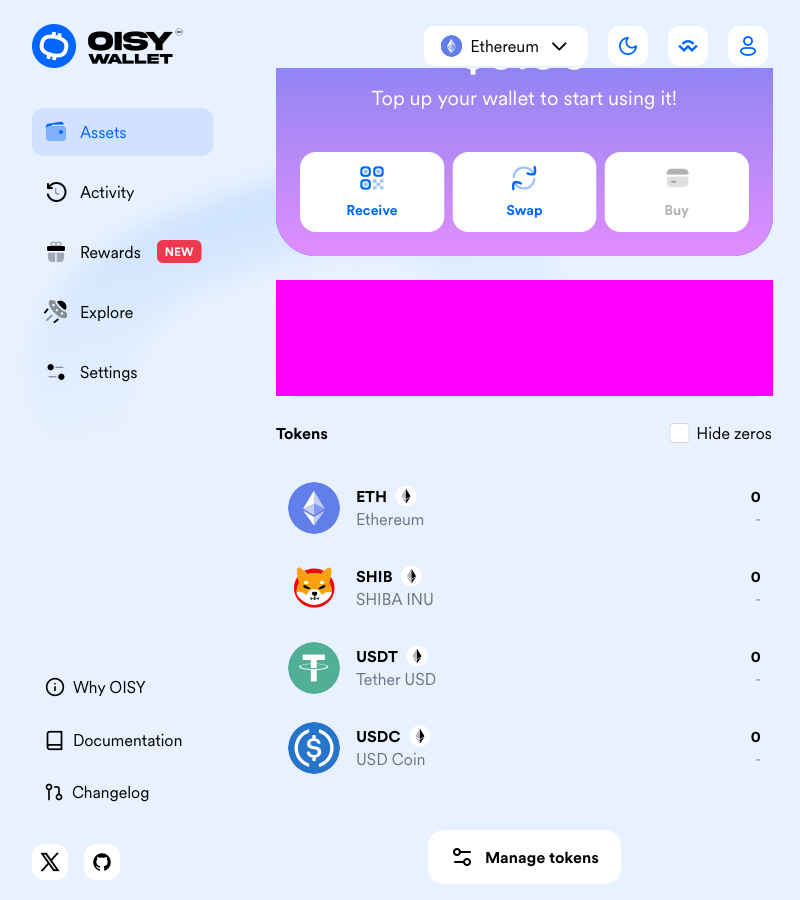 OISY
WALLET
Ethereum
Top up your wallet to start using it!
Assets
Activity
Rewards NEW
Explore
Settings
Receive
Swap
Buy
Tokens
Hide zeros
ETH
0
Ethereum
-
SHIB
0
SHIBA INU
-
USDT
0
Tether USD
-
USDC
0
USD Coin
-
Why OISY
Documentation
Changelog
Manage tokens